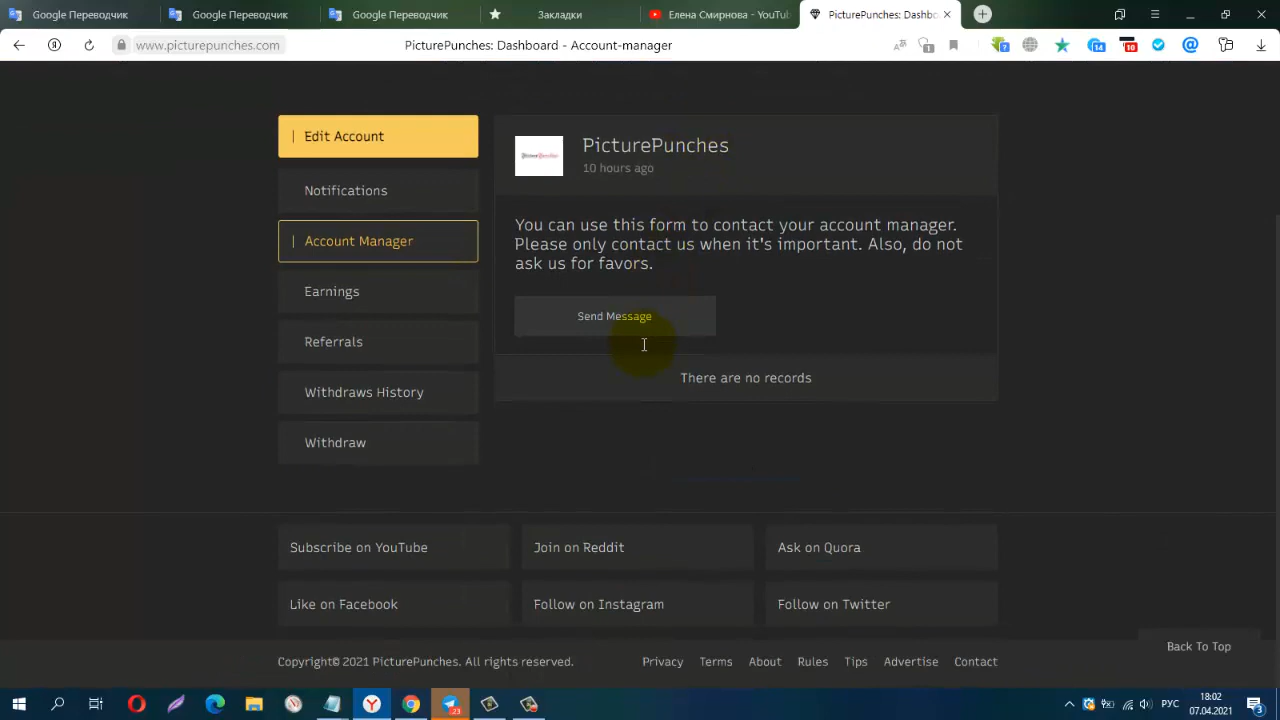 Google Переводчик
Google Переводчик
Google Переводчик
Закладки
Елена Смирнова - YouTub
PicturePunches: Dashbo
www.picturepunches.com
PicturePunches: Dashboard - Account-manager
1
?
14
10
Edit Account
Notifications
Account Manager
Earnings
Referrals
Withdraws History
Withdraw
PicturePunches
10 hours ago
You can use this form to contact your account manager.
Please only contact us when it's important. Also, do not
ask us for favors.
Send Message
There are no records
Subscribe on YouTube
Join on Reddit
Ask on Quora
Like on Facebook
Follow on Instagram
Follow on Twitter
Back To Top
Copyright© 2021 PicturePunches. All rights reserved.
Privacy
Terms
About
Rules
Tips
Advertise
Contact
23
РУС
18:02
07.04.2021
3